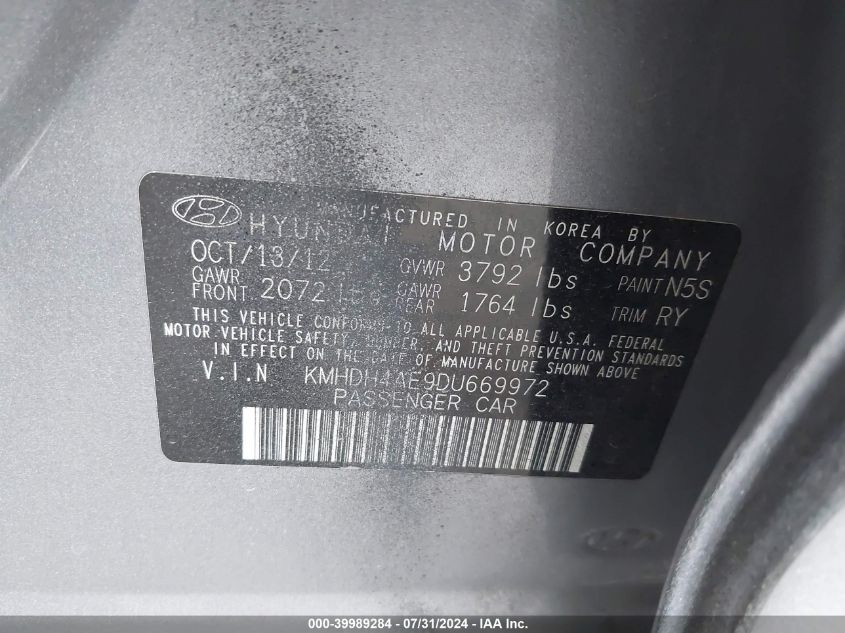 MANUFACTURED IN KOREA BY
HYUNDAI MOTOR COMPANY
OCT/13/12 GVWR 3792 lbs PAINT N5S
GAWR FRONT 2072 lbs GAWR REAR 1764 lbs TRIM RY
THIS VEHICLE CONFORMS TO ALL APPLICABLE U.S.A. FEDERAL
MOTOR VEHICLE SAFETY, BUMPER, AND THEFT PREVENTION STANDARDS
IN EFFECT ON THE DATE OF MANUFACTURE SHOWN ABOVE
V.I.N KMHDH4AE9DU669972
PASSENGER CAR
000-39989284 - 07/31/2024 - IAA Inc.